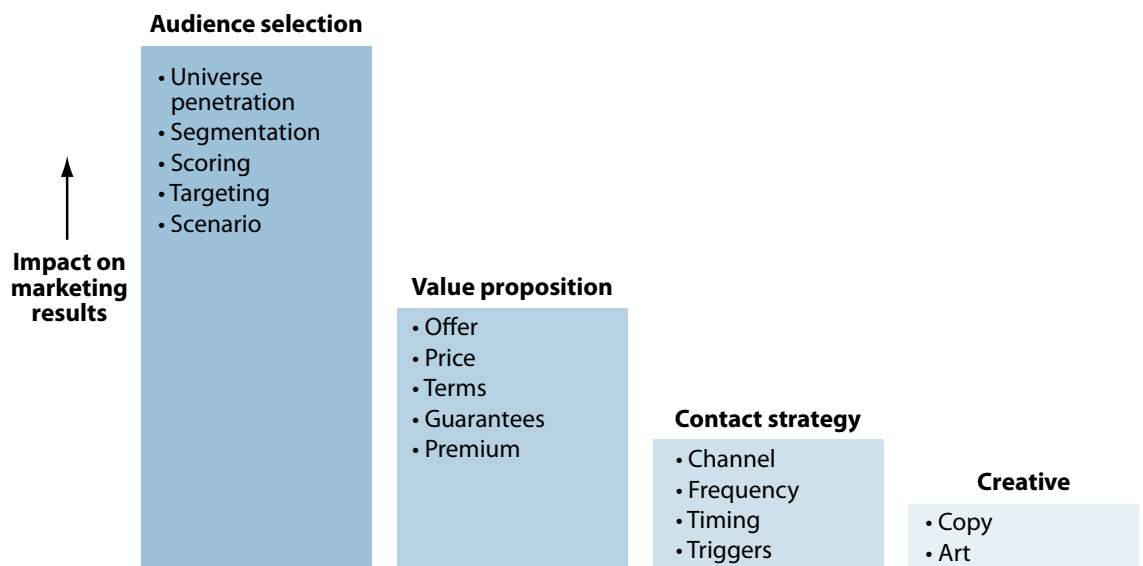 Audience selection
• Universe
penetration
• Segmentation
• Scoring
• Targeting
• Scenario
Impact on
marketing
results
Value proposition
• Offer
• Price
• Terms
• Guarantees
• Premium
Contact strategy
• Channel
• Frequency
• Timing
• Triggers
Creative
• Copy
• Art